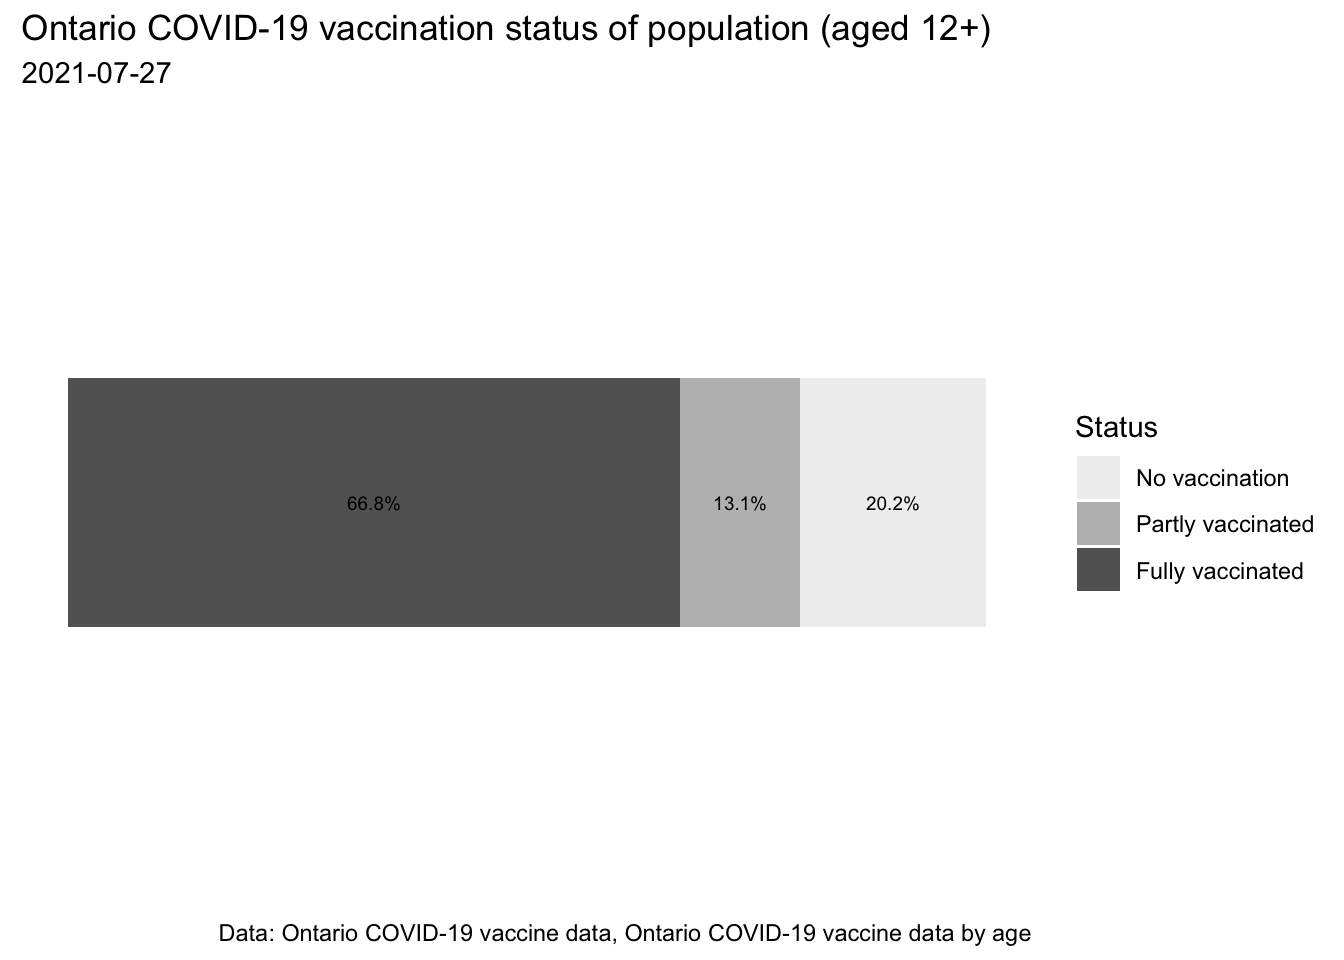 Ontario COVID-19 vaccination status of population (aged 12+)
2021-07-27
66.8%
13.1%
20.2%
Status
No vaccination
Partly vaccinated
Fully vaccinated
Data: Ontario COVID-19 vaccine data, Ontario COVID-19 vaccine data by age